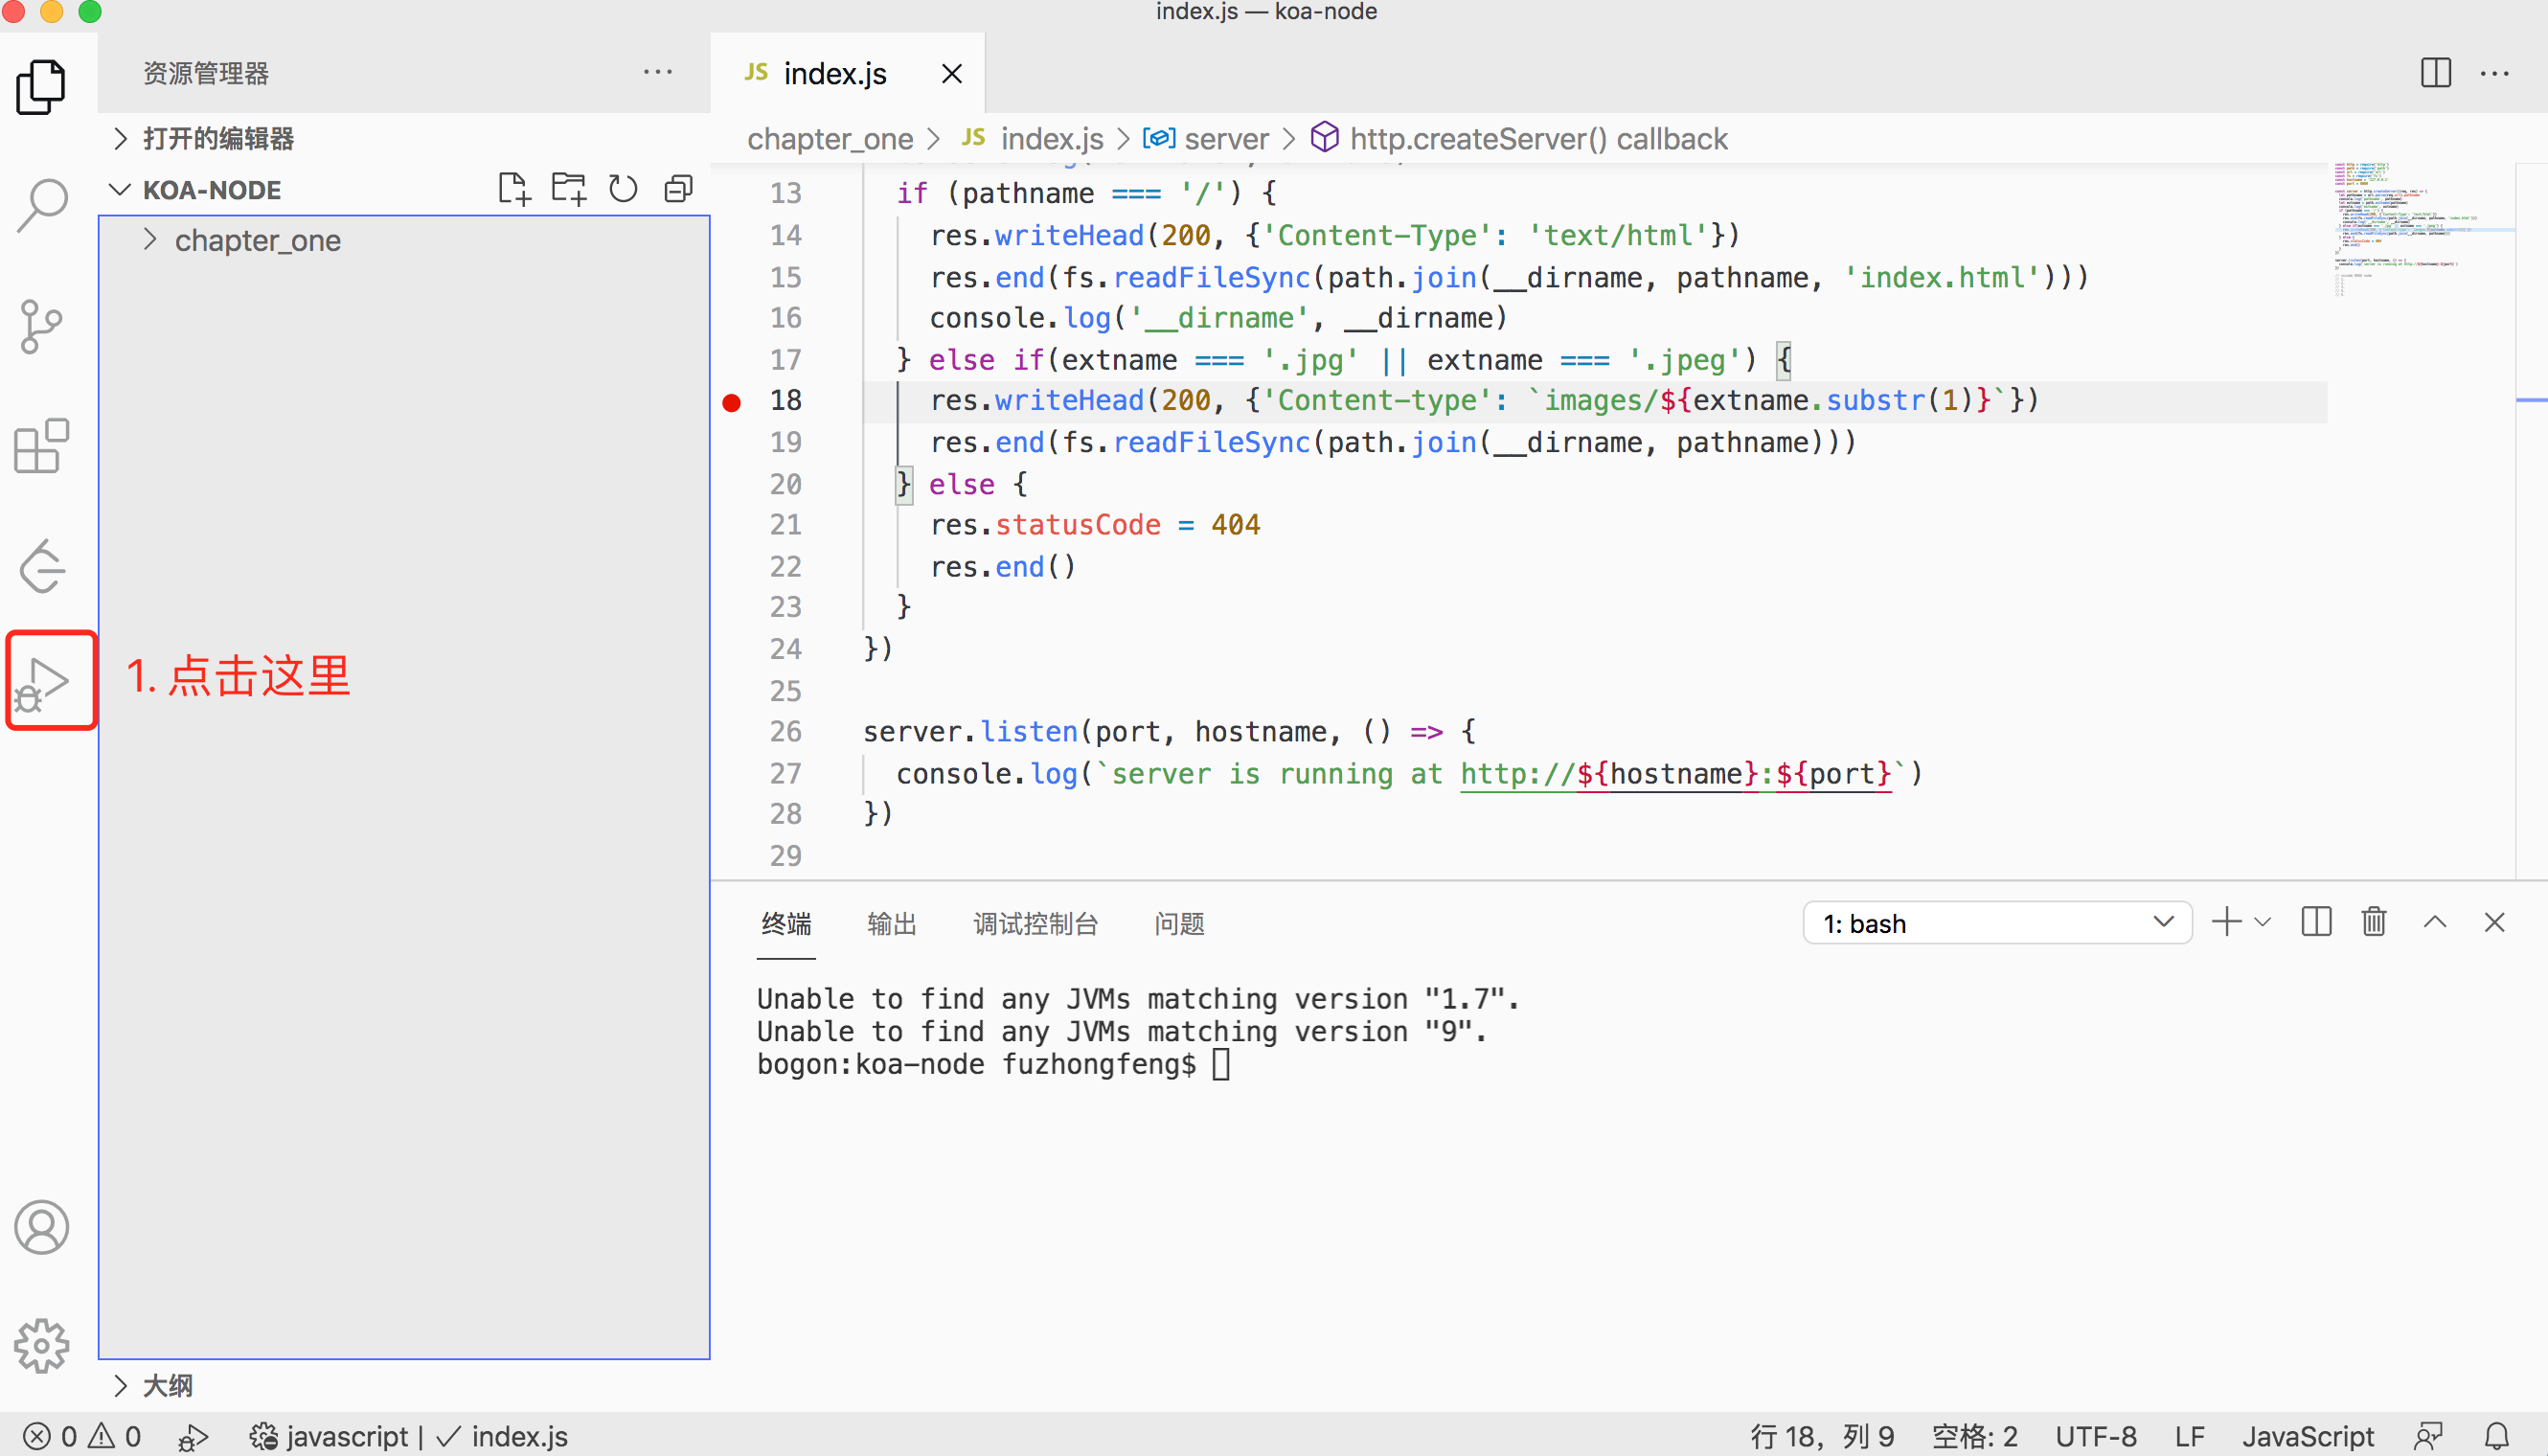 index.js — koa-node
资源管理器
打开的编辑器
KOA-NODE
chapter_one
1. 点击这里
大纲
JS index.js
chapter_one > JS index.js > server > http.createServer() callback
13 if (pathname === '/') {
14 res.writeHead(200, {'Content-Type': 'text/html'})
15 res.end(fs.readFileSync(path.join(__dirname, pathname, 'index.html')))
16 console.log('__dirname', __dirname)
17 } else if(extname === '.jpg' || extname === '.jpeg') {
18 res.writeHead(200, {'Content-type': `images/${extname.substr(1)}`})
19 res.end(fs.readFileSync(path.join(__dirname, pathname)))
20 } else {
21 res.statusCode = 404
22 res.end()
23 }
24 })
25
26 server.listen(port, hostname, () => {
27 console.log(`server is running at http://${hostname}:${port}`)
28 })
29
终端 输出 调试控制台 问题
1: bash
Unable to find any JVMs matching version "1.7".
Unable to find any JVMs matching version "9".
bogon:koa-node fuzhongfeng$
0 0 javascript | ✓ index.js
行 18，列 9 空格: 2 UTF-8 LF JavaScript